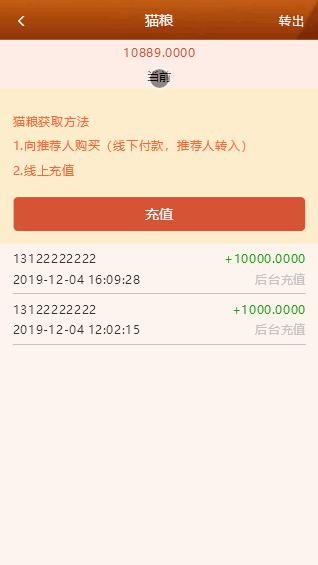 猫粮
转出
10889.0000
当前
猫粮获取方法
1.向推荐人购买（线下付款，推荐人转入）
2.线上充值
充值
13122222222
+10000.0000
2019-12-04 16:09:28
后台充值
13122222222
+1000.0000
2019-12-04 12:02:15
后台充值